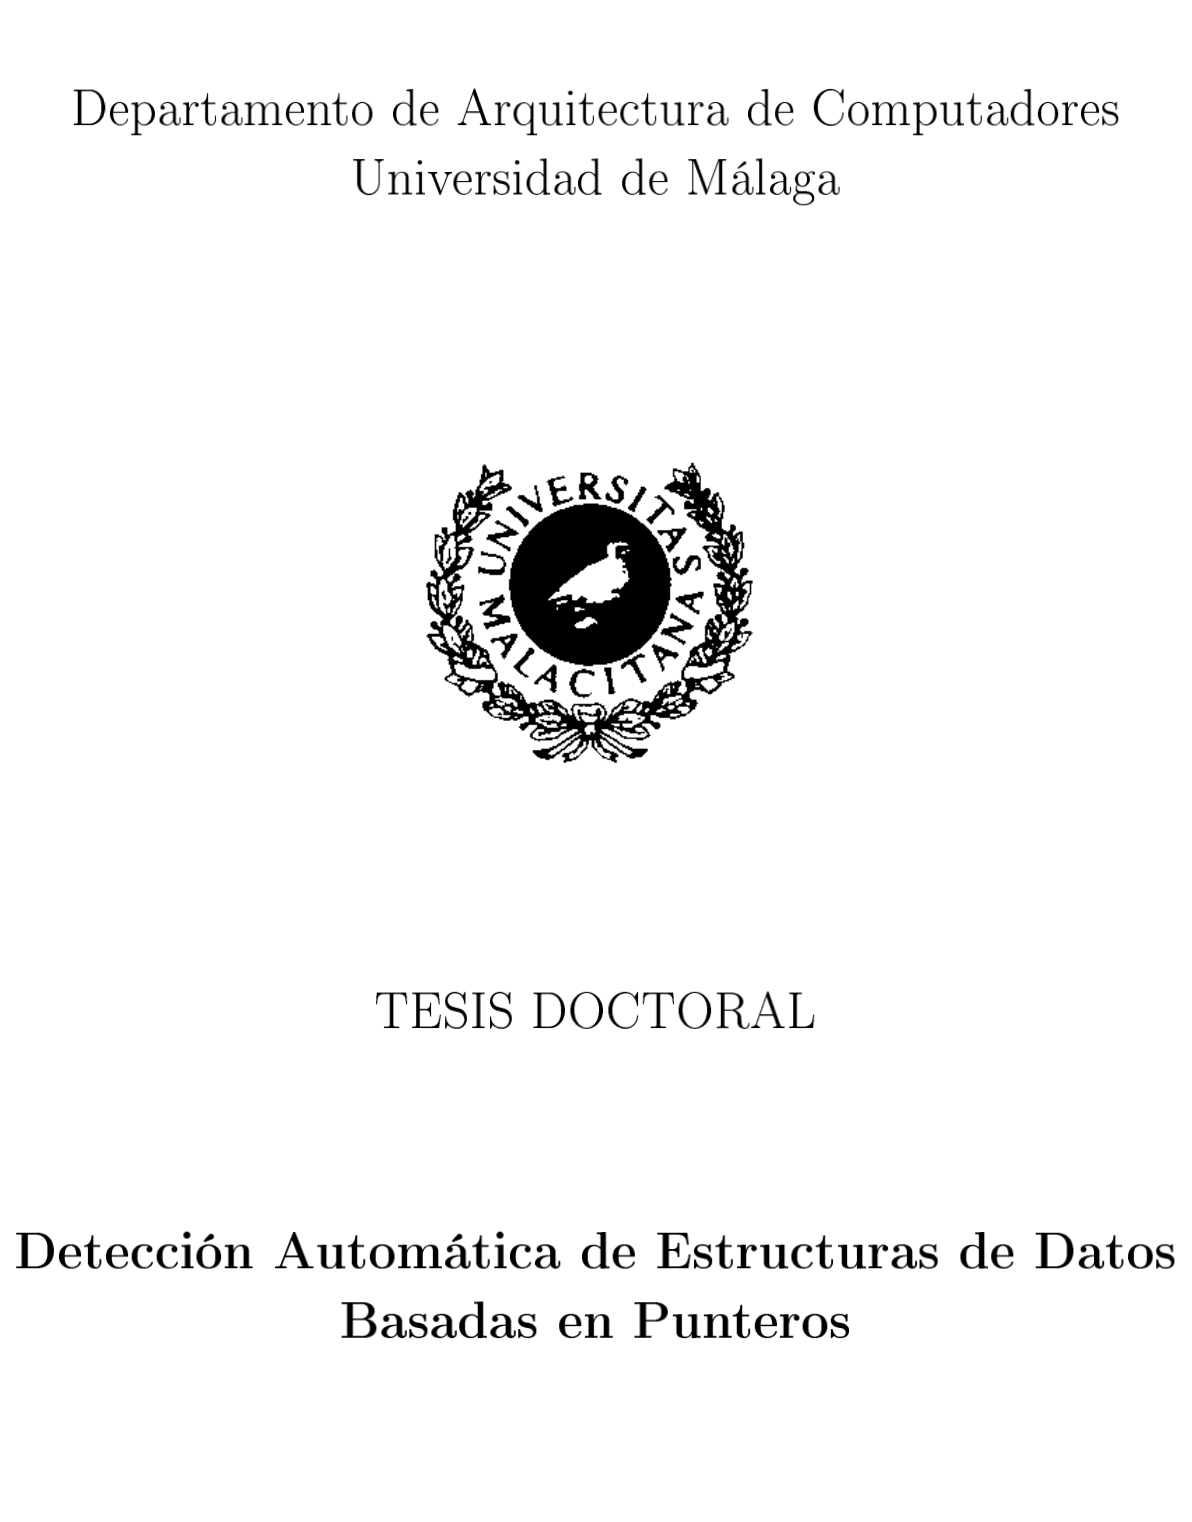 Departamento de Arquitectura de Computadores
Universidad de Málaga
UNIVERSITAS
MALACITANA
TESIS DOCTORAL
Detección Automática de Estructuras de Datos
Basadas en Punteros